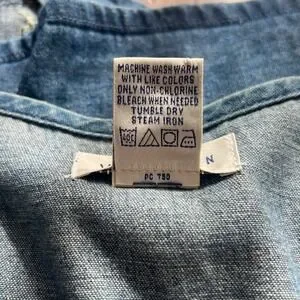 MACHINE WASH WARM
WITH LIKE COLORS
ONLY NON-CHLORINE
BLEACH WHEN NEEDED
TUMBLE DRY
STEAM IRON
PC 750